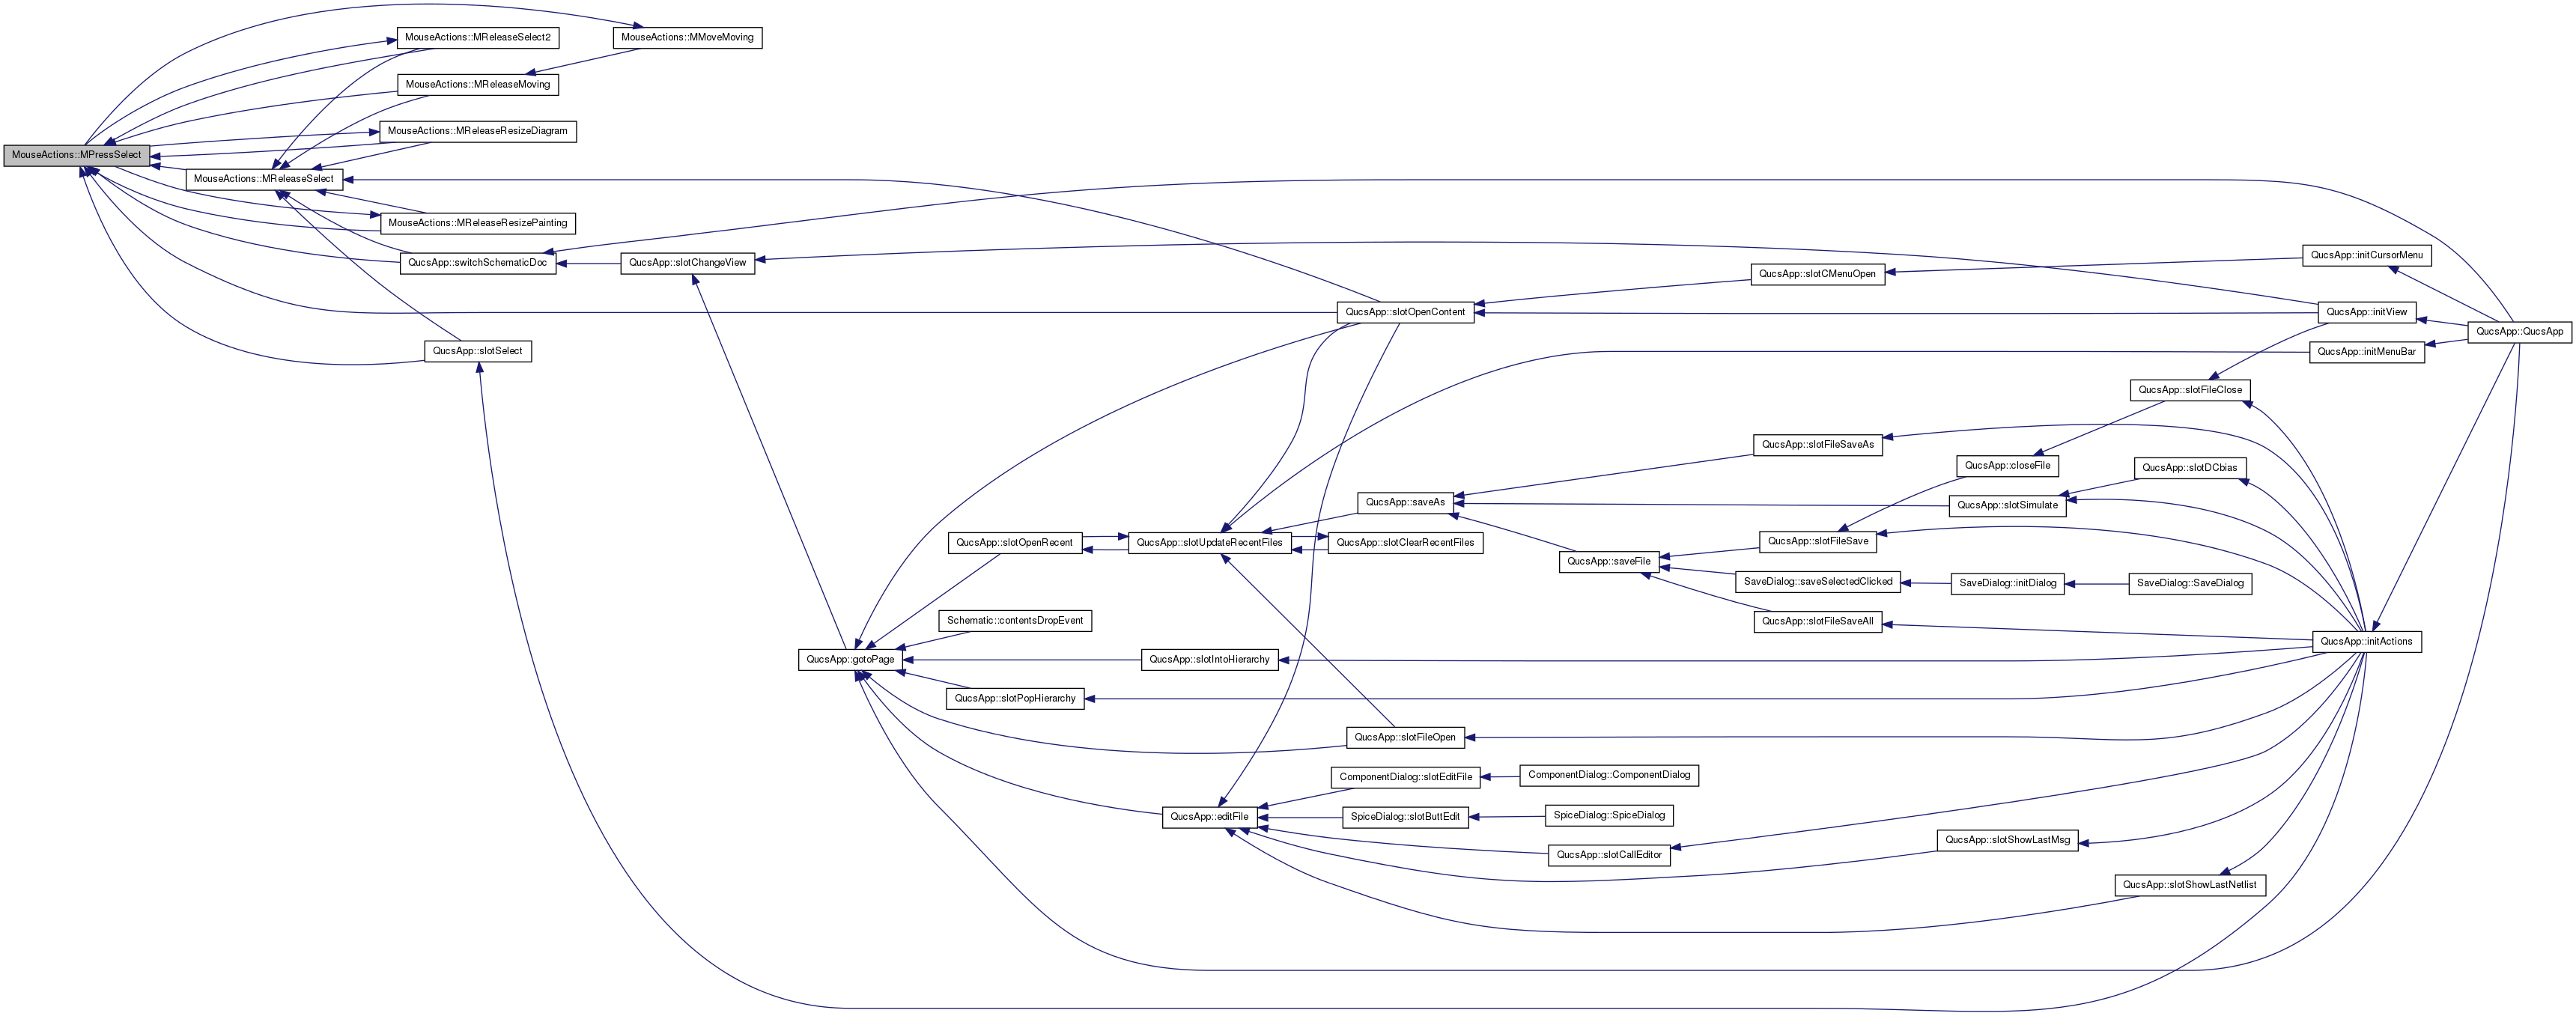 MouseActions::MReleaseSelect2
MouseActions::MMoveMoving
MouseActions::MReleaseMoving
MouseActions::MReleaseResizeDiagram
MouseActions::MPressSelect
MouseActions::MReleaseSelect
MouseActions::MReleaseResizePainting
QucsApp::switchSchematicDoc
QucsApp::slotChangeView
QucsApp::initCursorMenu
QucsApp::slotCMenuOpen
QucsApp::slotOpenContent
QucsApp::initView
QucsApp::QucsApp
QucsApp::slotSelect
QucsApp::initMenuBar
QucsApp::slotFileClose
QucsApp::slotFileSaveAs
QucsApp::closeFile
QucsApp::slotDCbias
QucsApp::saveAs
QucsApp::slotSimulate
QucsApp::slotOpenRecent
QucsApp::slotUpdateRecentFiles
QucsApp::slotClearRecentFiles
QucsApp::slotFileSave
QucsApp::saveFile
SaveDialog::saveSelectedClicked
SaveDialog::initDialog
SaveDialog::SaveDialog
Schematic::contentsDropEvent
QucsApp::slotFileSaveAll
QucsApp::initActions
QucsApp::gotoPage
QucsApp::slotIntoHierarchy
QucsApp::slotPopHierarchy
QucsApp::slotFileOpen
ComponentDialog::slotEditFile
ComponentDialog::ComponentDialog
QucsApp::editFile
SpiceDialog::slotButtEdit
SpiceDialog::SpiceDialog
QucsApp::slotCallEditor
QucsApp::slotShowLastMsg
QucsApp::slotShowLastNetlist